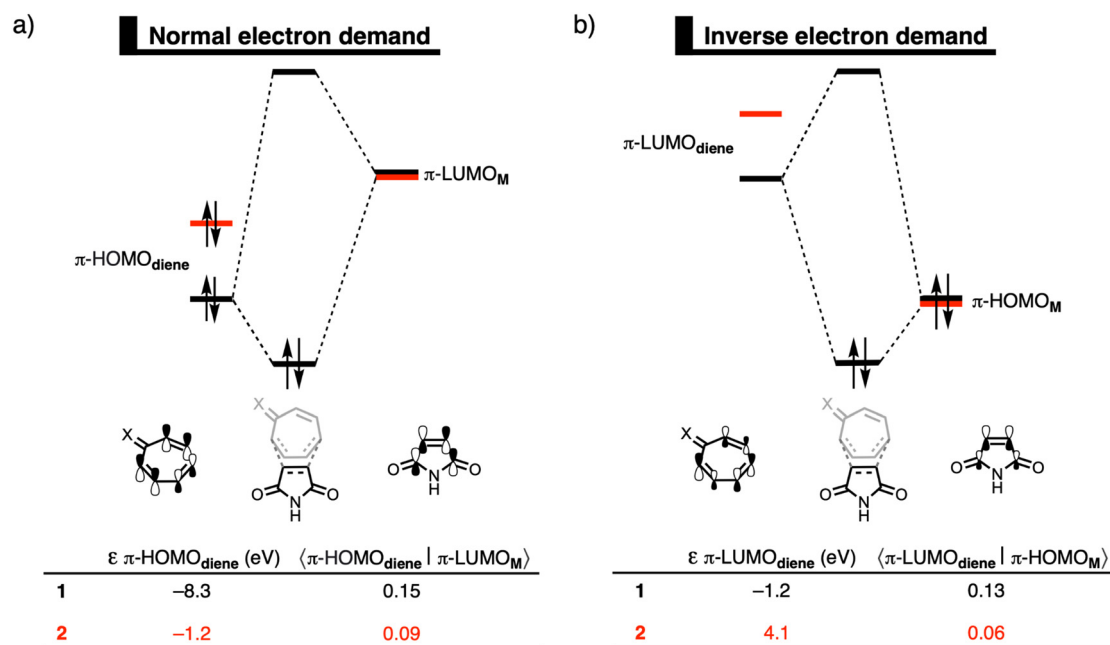 a)
Normal electron demand
π-LUMOM
π-HOMOdiene
X
X
O
O
N
H
O
O
N
H
ε π-HOMOdiene (eV) ⟨π-HOMOdiene | π-LUMOM⟩
1 –8.3 0.15
2 –1.2 0.09
b)
Inverse electron demand
π-LUMOdiene
π-HOMOM
X
X
O
O
N
H
O
O
N
H
ε π-LUMOdiene (eV) ⟨π-LUMOdiene | π-HOMOM⟩
1 –1.2 0.13
2 4.1 0.06